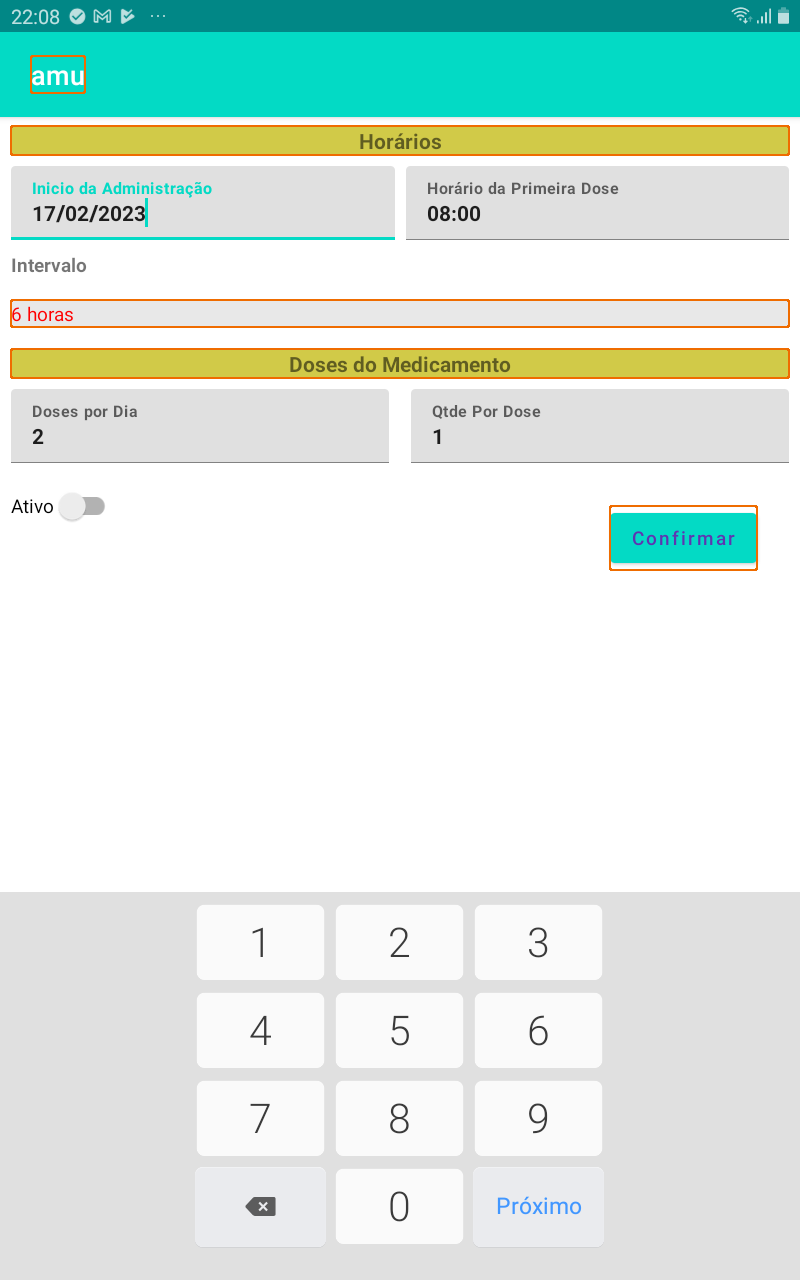 22:08
amu
Horários
Inicio da Administração
17/02/2023
Horário da Primeira Dose
08:00
Intervalo
6 horas
Doses do Medicamento
Doses por Dia
2
Qtde Por Dose
1
Ativo
Confirmar
1 2 3
4 5 6
7 8 9
0 Próximo